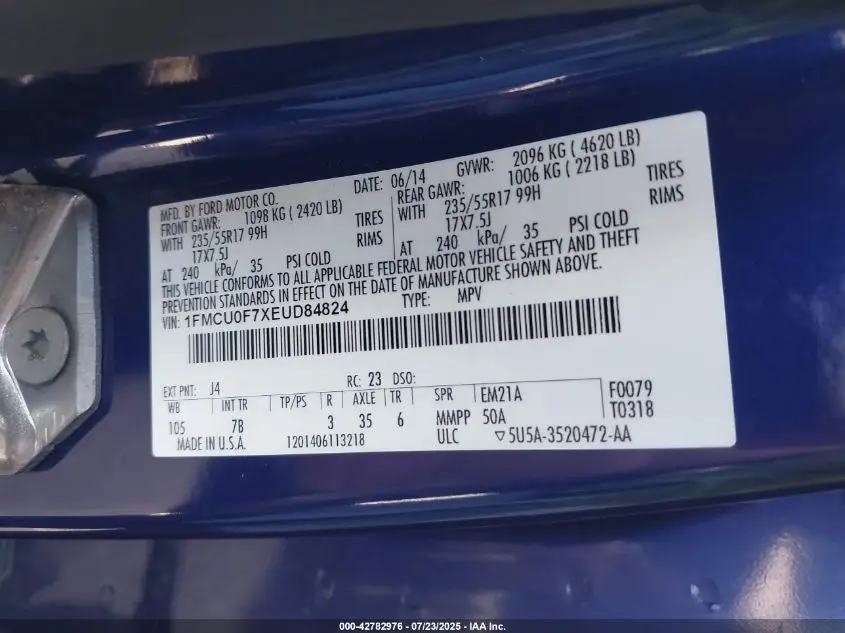 MFD. BY FORD MOTOR CO. DATE: 06/14 GVWR: 2096 KG ( 4620 LB)
FRONT GAWR: 1098 KG ( 2420 LB) REAR GAWR: 1006 KG ( 2218 LB)
WITH 235/55R17 99H TIRES WITH 235/55R17 99H TIRES
17X7.5J RIMS 17X7.5J RIMS
AT 240 kPa/ 35 PSI COLD AT 240 kPa/ 35 PSI COLD
THIS VEHICLE CONFORMS TO ALL APPLICABLE FEDERAL MOTOR VEHICLE SAFETY AND THEFT
PREVENTION STANDARDS IN EFFECT ON THE DATE OF MANUFACTURE SHOWN ABOVE.
VIN: 1FMCU0F7XEUD84824 TYPE: MPV
EXT PNT: J4 RC: 23 DSO:
WB INT TR TP/PS R AXLE TR SPR EM21A F0079
105 7B 3 35 6 MMPP 50A T0318
MADE IN U.S.A. 1201406113218 ULC 5U5A-3520472-AA
000-42782976 - 07/23/2025 - IAA Inc.